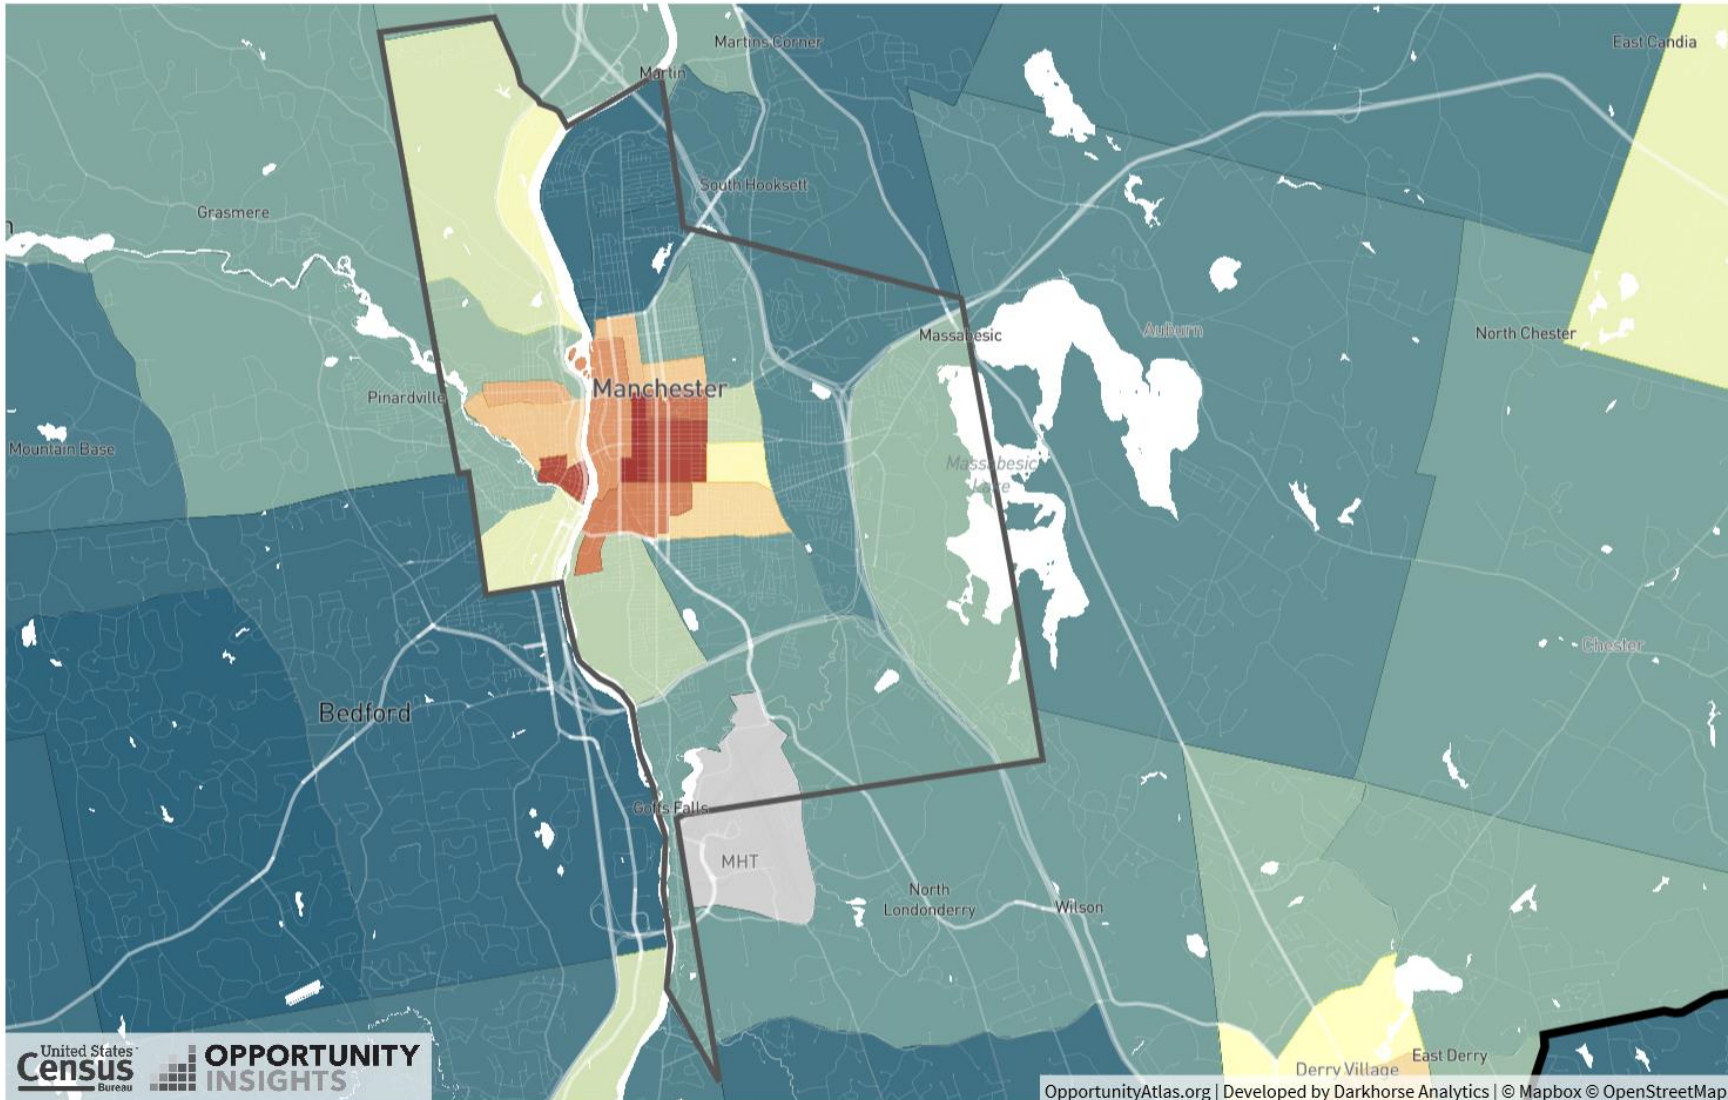 Martins Corner
East Candia
Martin
South Hooksett
Grasmere
Massabesic
Auburn
North Chester
Manchester
Pinardville
Mountain Base
Massabesic
Lake
Chester
Bedford
Goffs Falls
MHT
North
Londonderry
Wilson
East Derry
Derry Village
United States
Census
Bureau
OPPORTUNITY
INSIGHTS
OpportunityAtlas.org | Developed by Darkhorse Analytics | © Mapbox © OpenStreetMap